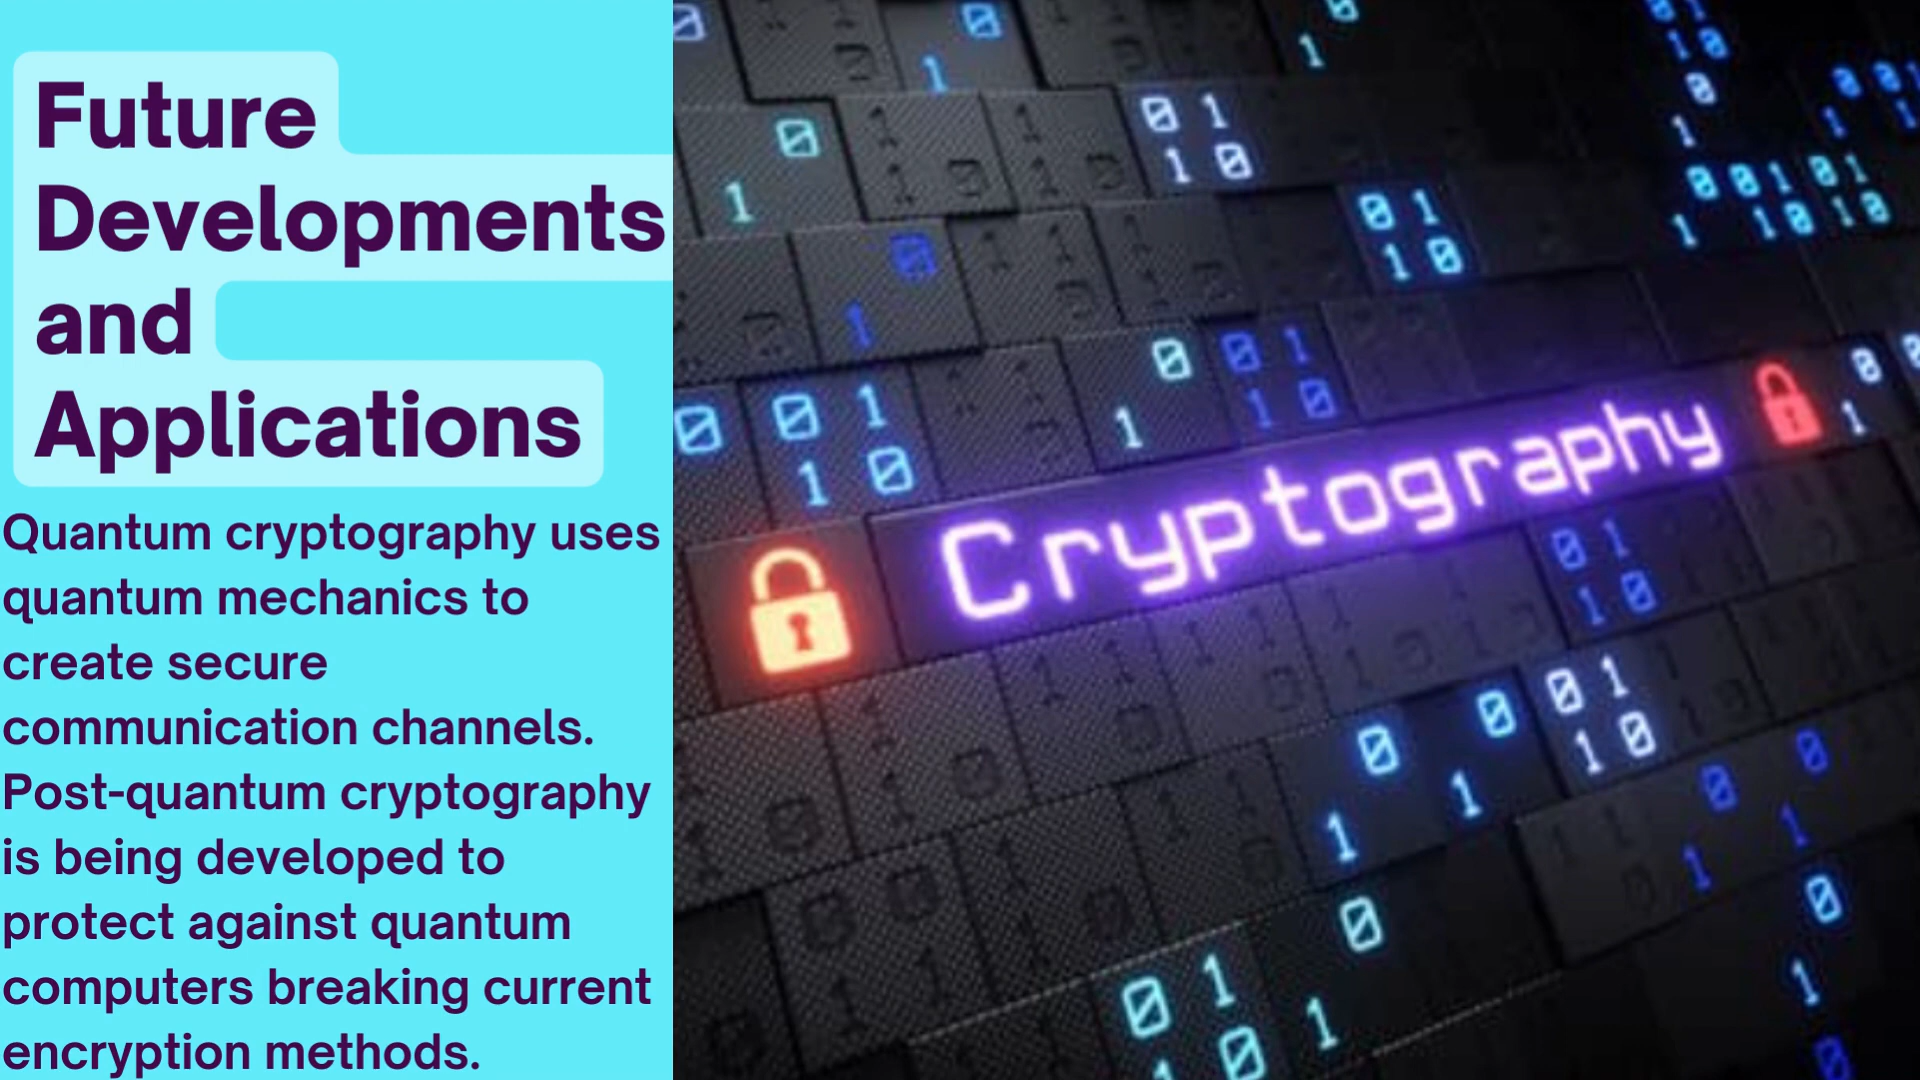 Future
Developments
and
Applications
Quantum cryptography uses
quantum mechanics to
create secure
communication channels.
Post-quantum cryptography
is being developed to
protect against quantum
computers breaking current
encryption methods.
Cryptography